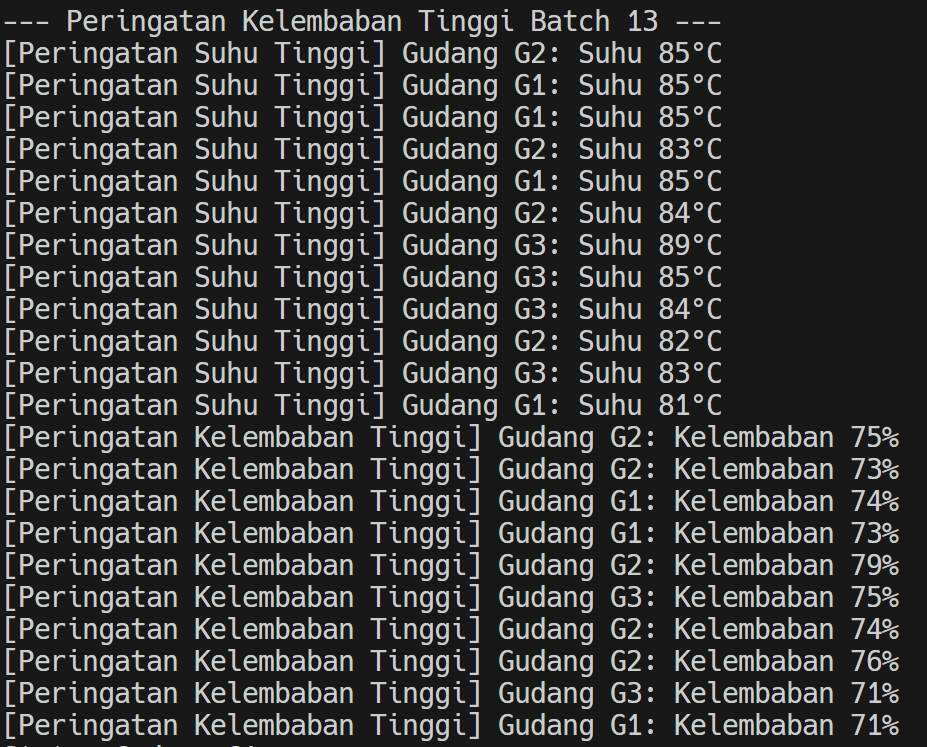 --- Peringatan Kelembaban Tinggi Batch 13 ---
[Peringatan Suhu Tinggi] Gudang G2: Suhu 85°C
[Peringatan Suhu Tinggi] Gudang G1: Suhu 85°C
[Peringatan Suhu Tinggi] Gudang G1: Suhu 85°C
[Peringatan Suhu Tinggi] Gudang G2: Suhu 83°C
[Peringatan Suhu Tinggi] Gudang G1: Suhu 85°C
[Peringatan Suhu Tinggi] Gudang G2: Suhu 84°C
[Peringatan Suhu Tinggi] Gudang G3: Suhu 89°C
[Peringatan Suhu Tinggi] Gudang G3: Suhu 85°C
[Peringatan Suhu Tinggi] Gudang G3: Suhu 84°C
[Peringatan Suhu Tinggi] Gudang G2: Suhu 82°C
[Peringatan Suhu Tinggi] Gudang G3: Suhu 83°C
[Peringatan Suhu Tinggi] Gudang G1: Suhu 81°C
[Peringatan Kelembaban Tinggi] Gudang G2: Kelembaban 75%
[Peringatan Kelembaban Tinggi] Gudang G2: Kelembaban 73%
[Peringatan Kelembaban Tinggi] Gudang G1: Kelembaban 74%
[Peringatan Kelembaban Tinggi] Gudang G1: Kelembaban 73%
[Peringatan Kelembaban Tinggi] Gudang G2: Kelembaban 79%
[Peringatan Kelembaban Tinggi] Gudang G3: Kelembaban 75%
[Peringatan Kelembaban Tinggi] Gudang G2: Kelembaban 74%
[Peringatan Kelembaban Tinggi] Gudang G2: Kelembaban 76%
[Peringatan Kelembaban Tinggi] Gudang G3: Kelembaban 71%
[Peringatan Kelembaban Tinggi] Gudang G1: Kelembaban 71%